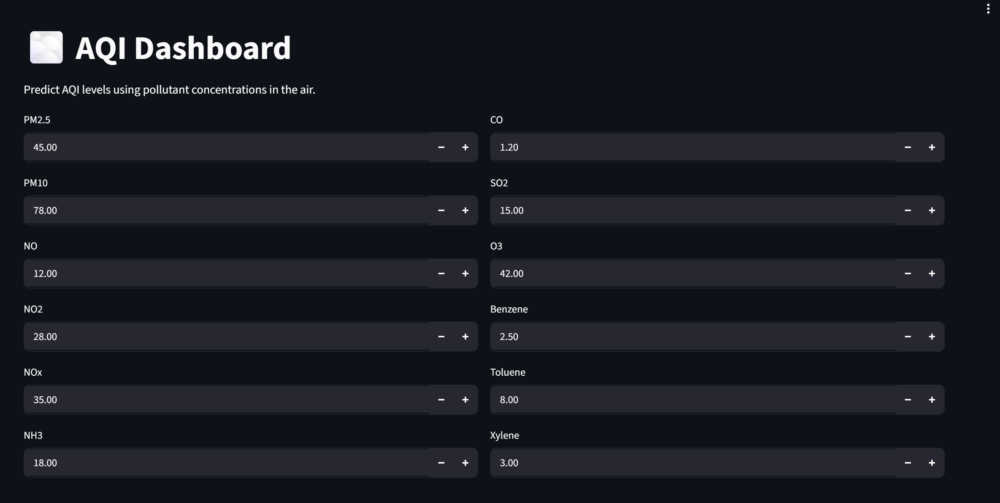 AQI Dashboard
Predict AQI levels using pollutant concentrations in the air.
PM2.5
45.00
PM10
78.00
NO
12.00
NO2
28.00
NOx
35.00
NH3
18.00
CO
1.20
SO2
15.00
O3
42.00
Benzene
2.50
Toluene
8.00
Xylene
3.00